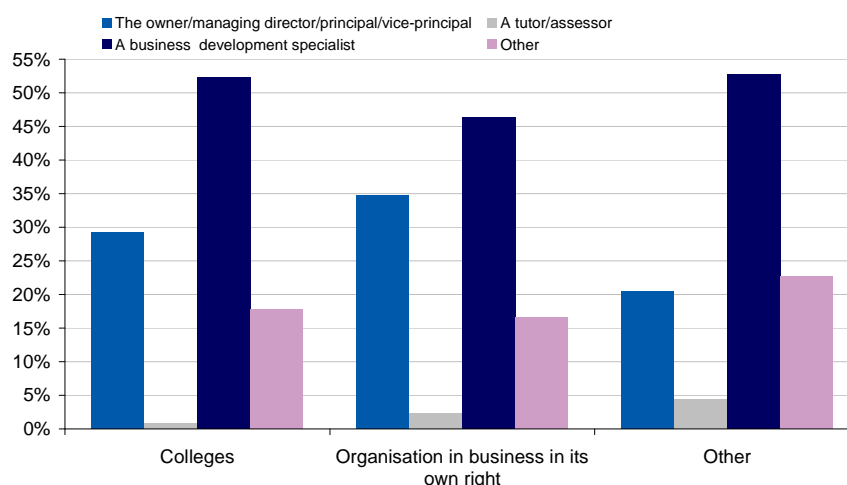 The owner/managing director/principal/vice-principal
A tutor/assessor
A business development specialist
Other
55%
50%
45%
40%
35%
30%
25%
20%
15%
10%
5%
0%
Colleges
Organisation in business in its
own right
Other